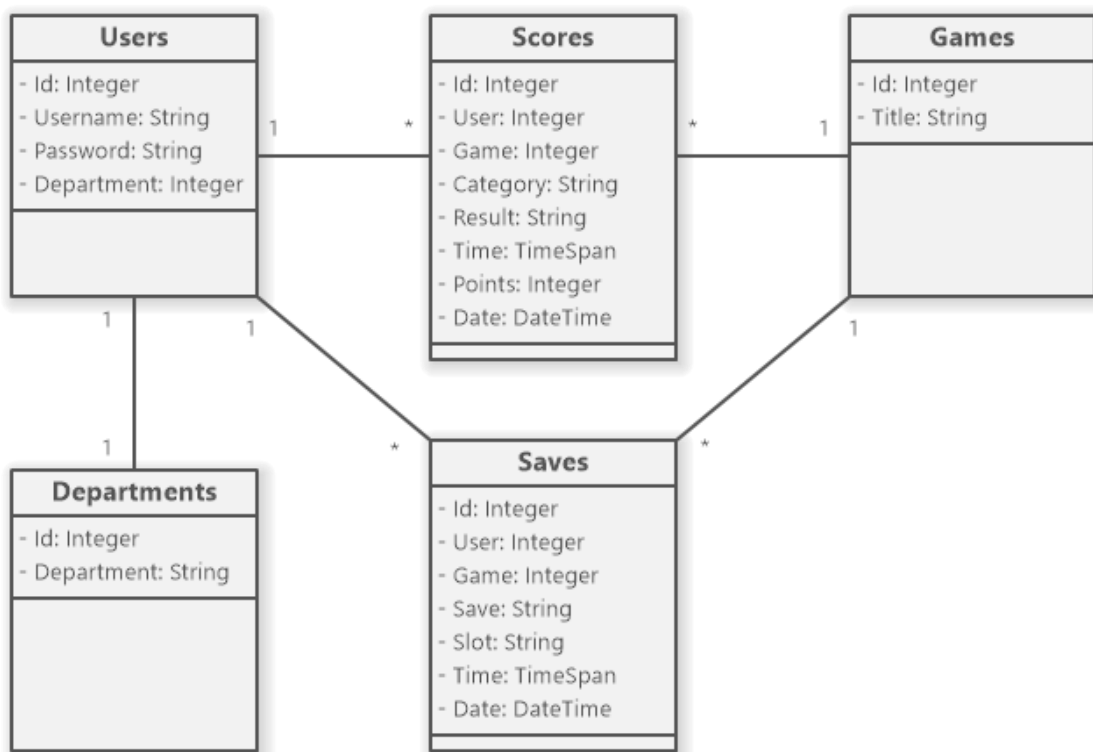 Users
- Id: Integer
- Username: String
- Password: String
- Department: Integer
1
*
Scores
- Id: Integer
- User: Integer
- Game: Integer
- Category: String
- Result: String
- Time: TimeSpan
- Points: Integer
- Date: DateTime
*
1
Games
- Id: Integer
- Title: String
1
1
1
1
*
*
Departments
- Id: Integer
- Department: String
Saves
- Id: Integer
- User: Integer
- Game: Integer
- Save: String
- Slot: String
- Time: TimeSpan
- Date: DateTime